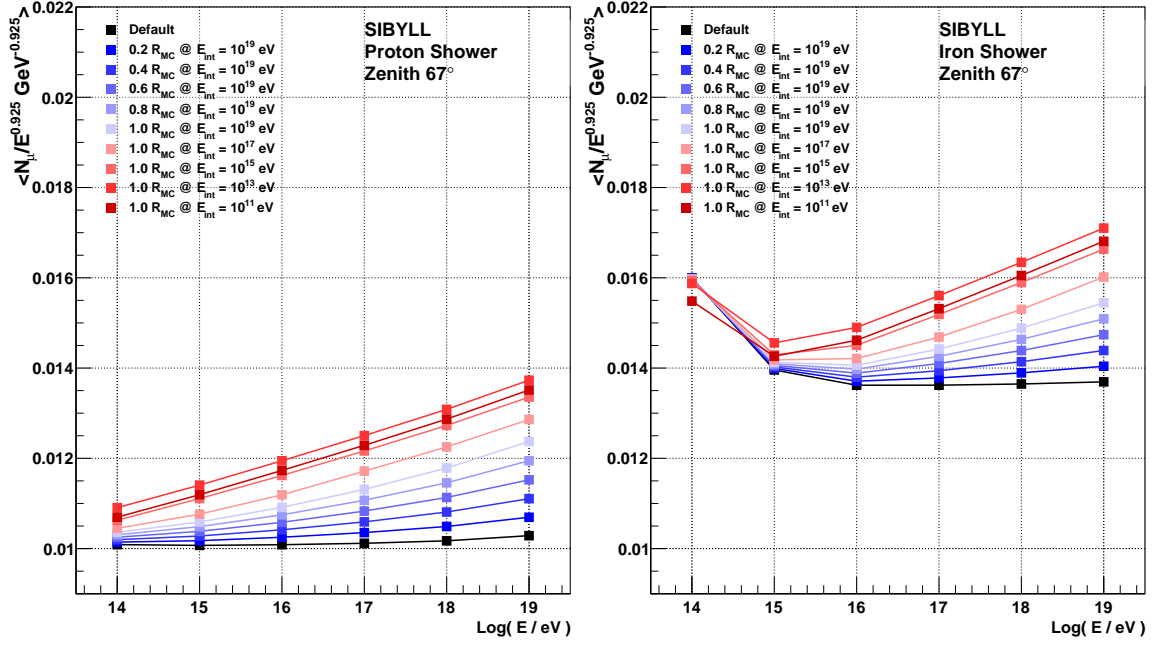 <N_μ/E^0.925 GeV^-0.925>
0.022
0.02
0.018
0.016
0.014
0.012
0.01
Default
0.2 R_MC @ E_int = 10^19 eV
0.4 R_MC @ E_int = 10^19 eV
0.6 R_MC @ E_int = 10^19 eV
0.8 R_MC @ E_int = 10^19 eV
1.0 R_MC @ E_int = 10^19 eV
1.0 R_MC @ E_int = 10^17 eV
1.0 R_MC @ E_int = 10^15 eV
1.0 R_MC @ E_int = 10^13 eV
1.0 R_MC @ E_int = 10^11 eV
SIBYLL
Proton Shower
Zenith 67°
14 15 16 17 18 19
Log( E / eV )
<N_μ/E^0.925 GeV^-0.925>
0.022
0.02
0.018
0.016
0.014
0.012
0.01
Default
0.2 R_MC @ E_int = 10^19 eV
0.4 R_MC @ E_int = 10^19 eV
0.6 R_MC @ E_int = 10^19 eV
0.8 R_MC @ E_int = 10^19 eV
1.0 R_MC @ E_int = 10^19 eV
1.0 R_MC @ E_int = 10^17 eV
1.0 R_MC @ E_int = 10^15 eV
1.0 R_MC @ E_int = 10^13 eV
1.0 R_MC @ E_int = 10^11 eV
SIBYLL
Iron Shower
Zenith 67°
14 15 16 17 18 19
Log( E / eV )